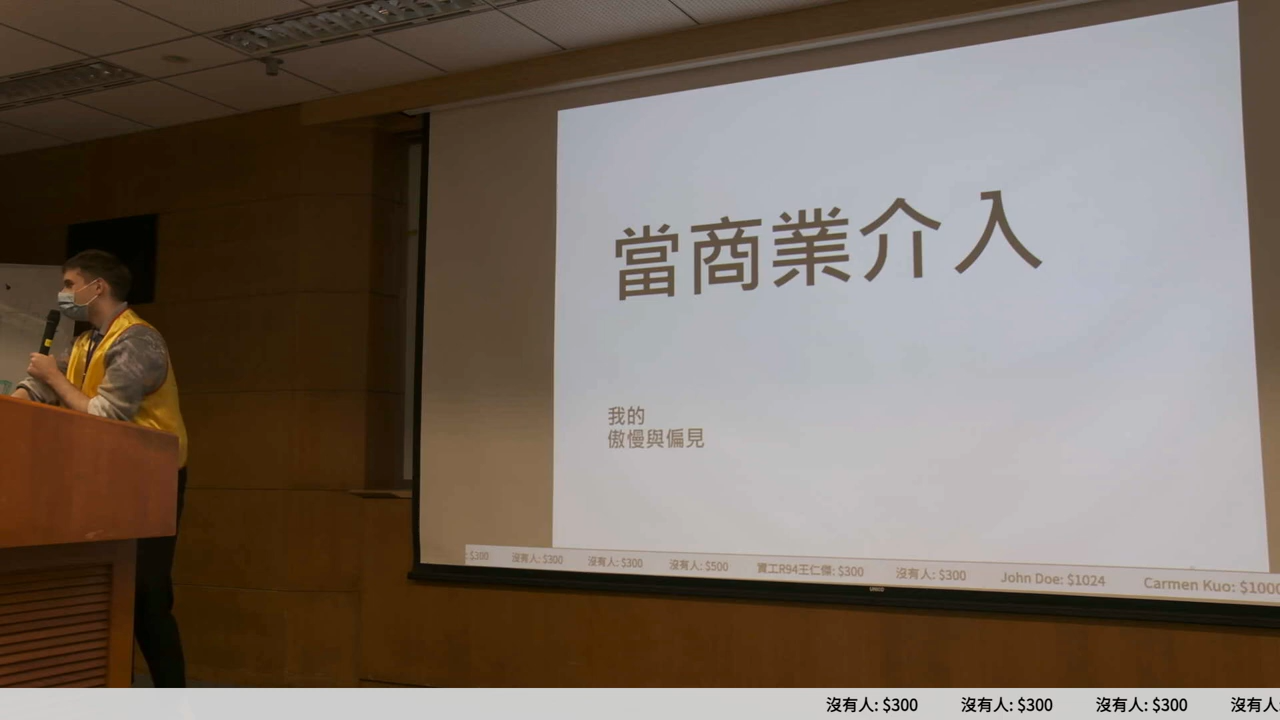 當商業介入
我的
傲慢與偏見
: $300 沒有人: $300 沒有人: $300 沒有人: $500 資工R94王仁傑: $300 沒有人: $300 John Doe: $1024 Carmen Kuo: $1000
沒有人: $300 沒有人: $300 沒有人: $300 沒有人